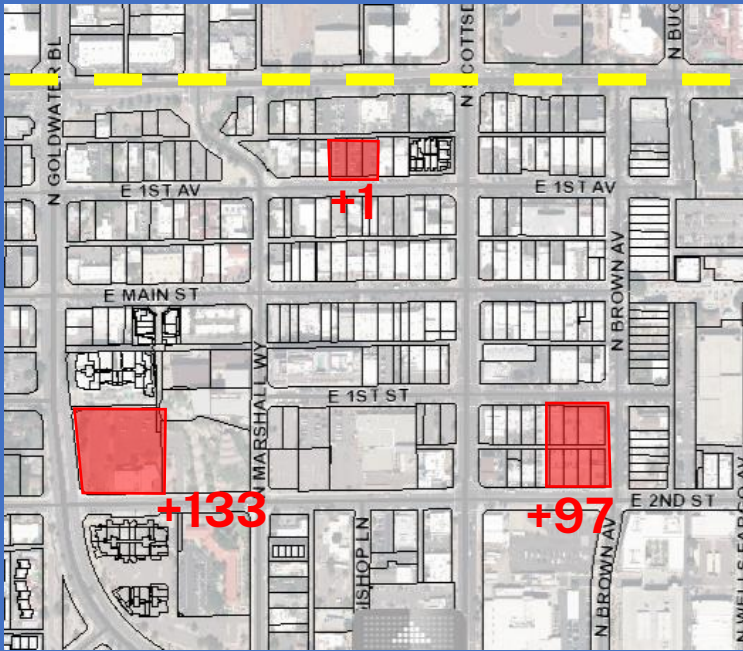 N GOLDWATER BL
N SCOTTSD
N BUC
E 1ST AV
+1
E 1ST AV
E MAIN ST
N BROWN AV
N MARSHALL WY
E 1ST ST
+133
+97
E 2ND ST
BISHOP LN
N BROWN AV
N WELLS FARGO AV